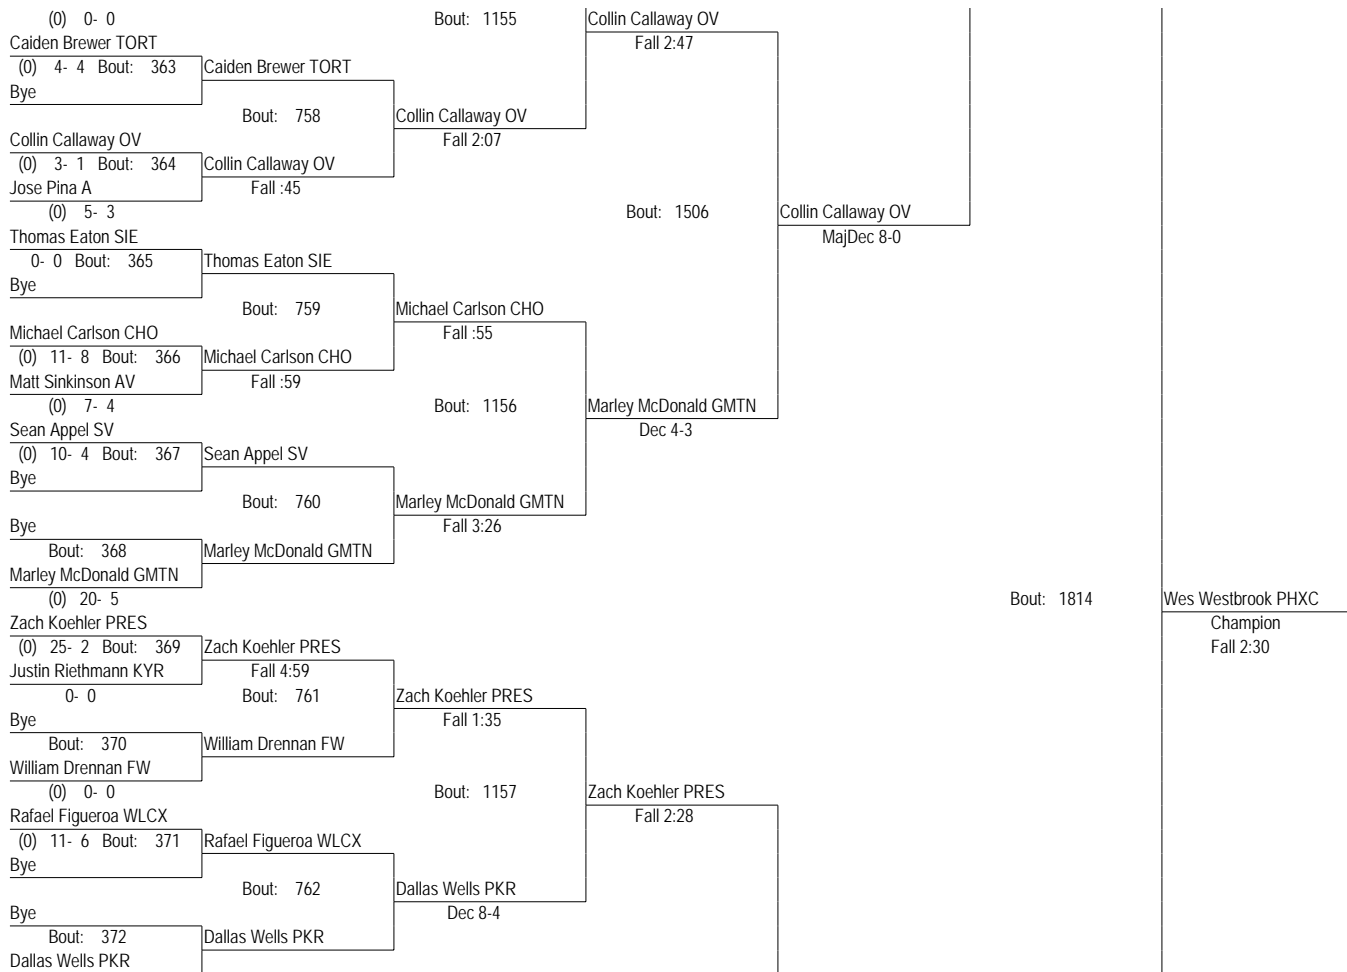 (0) 0- 0 Bout: 1155 Collin Callaway OV
Caiden Brewer TORT Fall 2:47
(0) 4- 4 Bout: 363 Caiden Brewer TORT
Bye
Bout: 758 Collin Callaway OV
Collin Callaway OV Fall 2:07
(0) 3- 1 Bout: 364 Collin Callaway OV
Jose Pina A Fall :45
(0) 5- 3 Bout: 1506 Collin Callaway OV
Thomas Eaton SIE MajDec 8-0
0- 0 Bout: 365 Thomas Eaton SIE
Bye
Bout: 759 Michael Carlson CHO
Michael Carlson CHO Fall :55
(0) 11- 8 Bout: 366 Michael Carlson CHO
Matt Sinkinson AV Fall :59
(0) 7- 4 Bout: 1156 Marley McDonald GMTN
Sean Appel SV Dec 4-3
(0) 10- 4 Bout: 367 Sean Appel SV
Bye
Bout: 760 Marley McDonald GMTN
Bye Fall 3:26
Bout: 368 Marley McDonald GMTN
Marley McDonald GMTN
(0) 20- 5 Bout: 1814 Wes Westbrook PHXC
Zach Koehler PRES Champion
(0) 25- 2 Bout: 369 Zach Koehler PRES Fall 2:30
Justin Riethmann KYR Fall 4:59
0- 0 Bout: 761 Zach Koehler PRES
Bye Fall 1:35
Bout: 370 William Drennan FW
William Drennan FW
(0) 0- 0 Bout: 1157 Zach Koehler PRES
Rafael Figueroa WLCX Fall 2:28
(0) 11- 6 Bout: 371 Rafael Figueroa WLCX
Bye
Bout: 762 Dallas Wells PKR
Bye Dec 8-4
Bout: 372 Dallas Wells PKR
Dallas Wells PKR